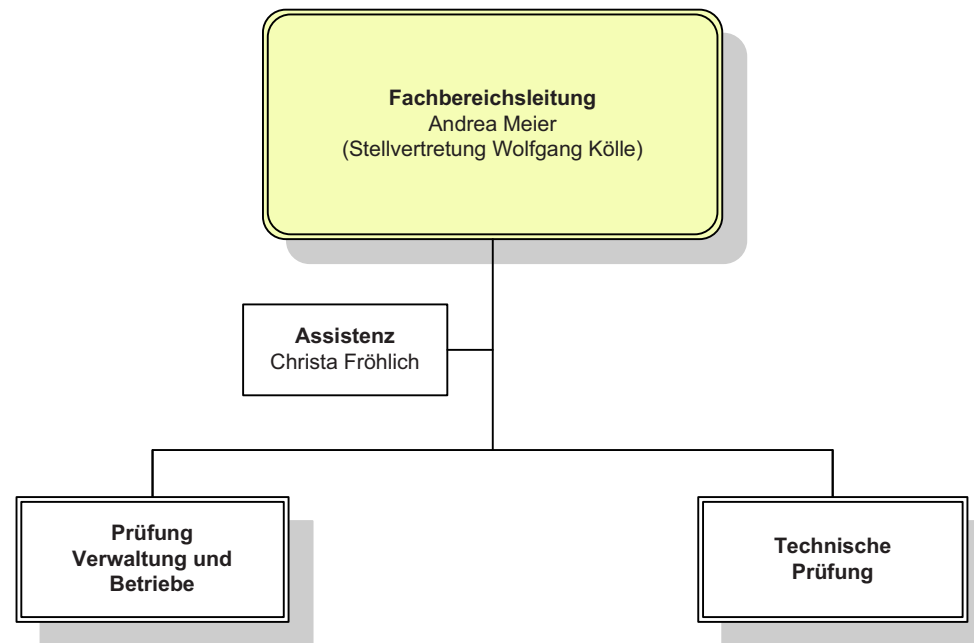 Fachbereichsleitung
Andrea Meier
(Stellvertretung Wolfgang Kölle)
Assistenz
Christa Fröhlich
Prüfung
Verwaltung und
Betriebe
Technische
Prüfung